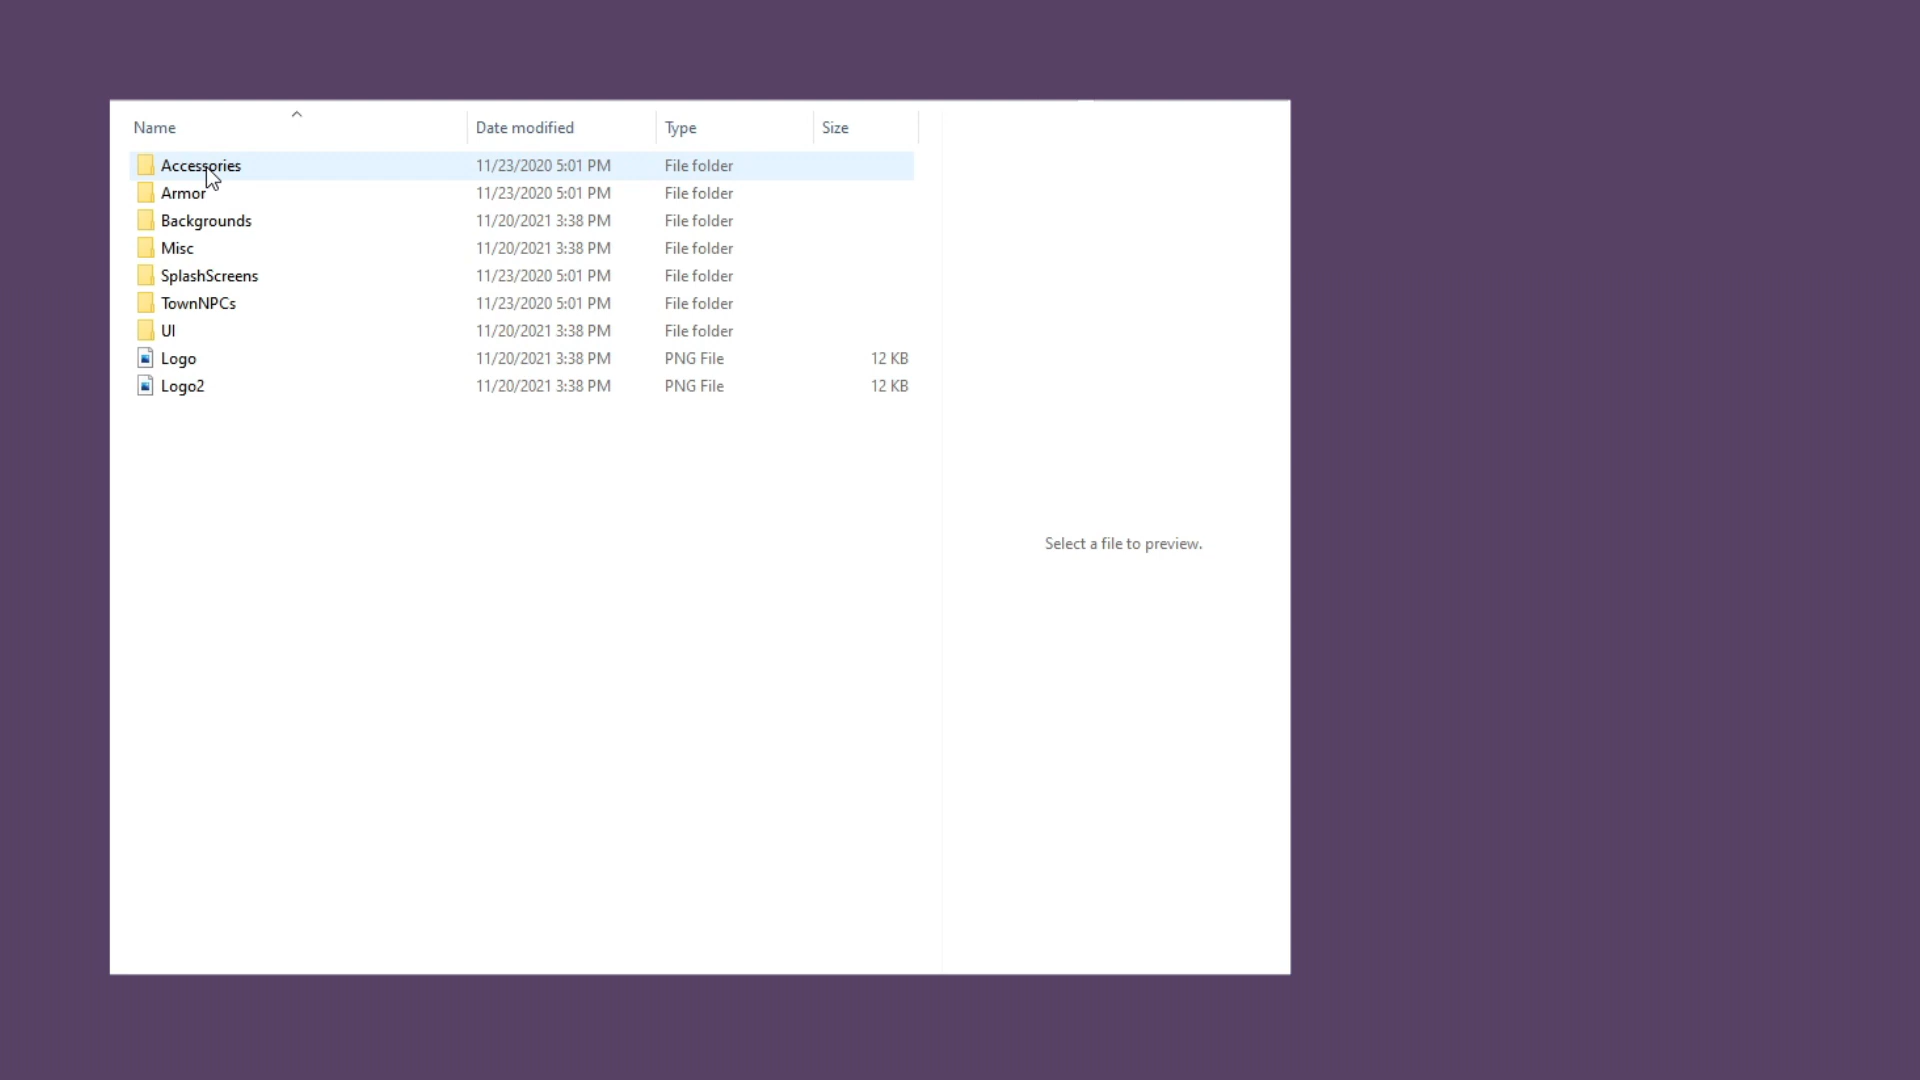 Name Date modified Type Size
Accessories 11/23/2020 5:01 PM File folder
Armor 11/23/2020 5:01 PM File folder
Backgrounds 11/20/2021 3:38 PM File folder
Misc 11/20/2021 3:38 PM File folder
SplashScreens 11/23/2020 5:01 PM File folder
TownNPCs 11/23/2020 5:01 PM File folder
UI 11/20/2021 3:38 PM File folder
Logo 11/20/2021 3:38 PM PNG File 12 KB
Logo2 11/20/2021 3:38 PM PNG File 12 KB
Select a file to preview.